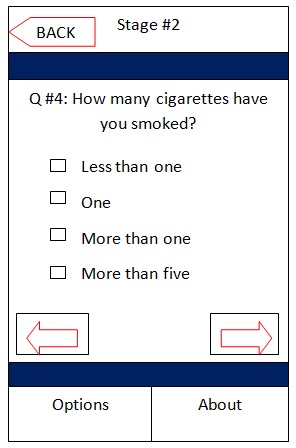 BACK Stage #2
Q #4: How many cigarettes have
you smoked?
Less than one
One
More than one
More than five
Options About